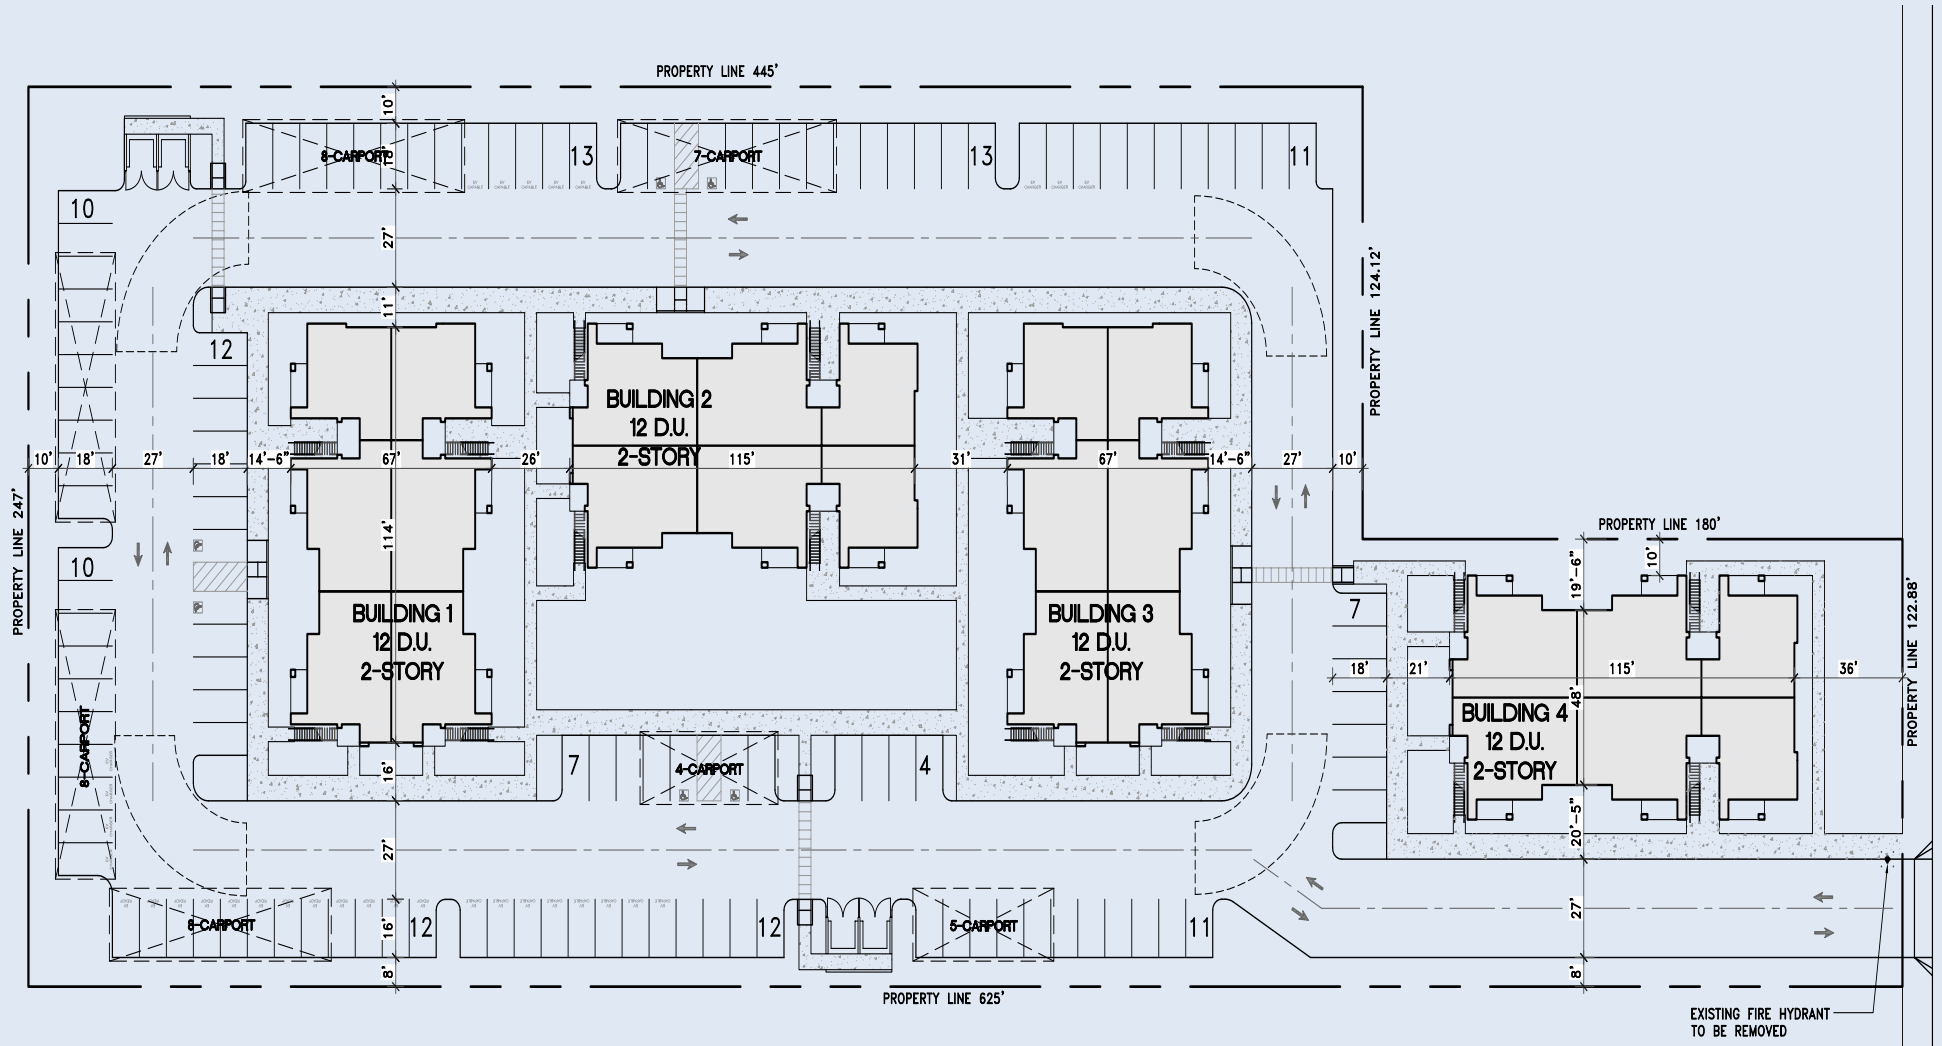 PROPERTY LINE 445'
10'
8-CARPORT
13
7-CARPORT
13
11
EV CAPABLE
EV CHARGER
10
27'
PROPERTY LINE 124.12'
11'
12
BUILDING 2
12 D.U.
2-STORY
10'
18'
27'
18'
14'-6"
67'
26'
115'
31'
67'
14'-6"
27'
10'
PROPERTY LINE 247'
114'
PROPERTY LINE 180'
19'-6"
10'
10
BUILDING 1
12 D.U.
2-STORY
BUILDING 3
12 D.U.
2-STORY
7
PROPERTY LINE 122.88'
18'
21'
115'
36'
48'
BUILDING 4
12 D.U.
2-STORY
8-CARPORT
16'
7
4-CARPORT
4
20'-5"
27'
8-CARPORT
12
16'
12
5-CARPORT
11
27'
8'
8'
PROPERTY LINE 625'
EXISTING FIRE HYDRANT
TO BE REMOVED